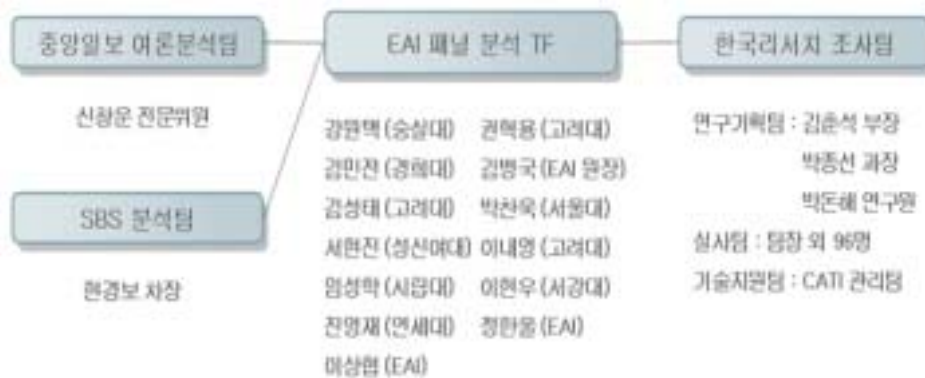 중앙일보 여론분석팀
신창운 전문위원
SBS 분석팀
현경보 차장
EAI 패널 분석 TF
강원택 (숭실대) 권혁용 (고려대)
김민전 (경희대) 김병국 (EAI 원장)
김성태 (고려대) 박찬욱 (서울대)
서현진 (성신여대) 이내영 (고려대)
임성학 (시립대) 이현우 (서강대)
진영재 (연세대) 정한울 (EAI)
이상협 (EAI)
한국리서치 조사팀
연구기획팀 : 김춘석 부장
박종선 과장
박돈해 연구원
실사팀 : 팀장 외 96명
기술지원팀 : CATI 관리팀